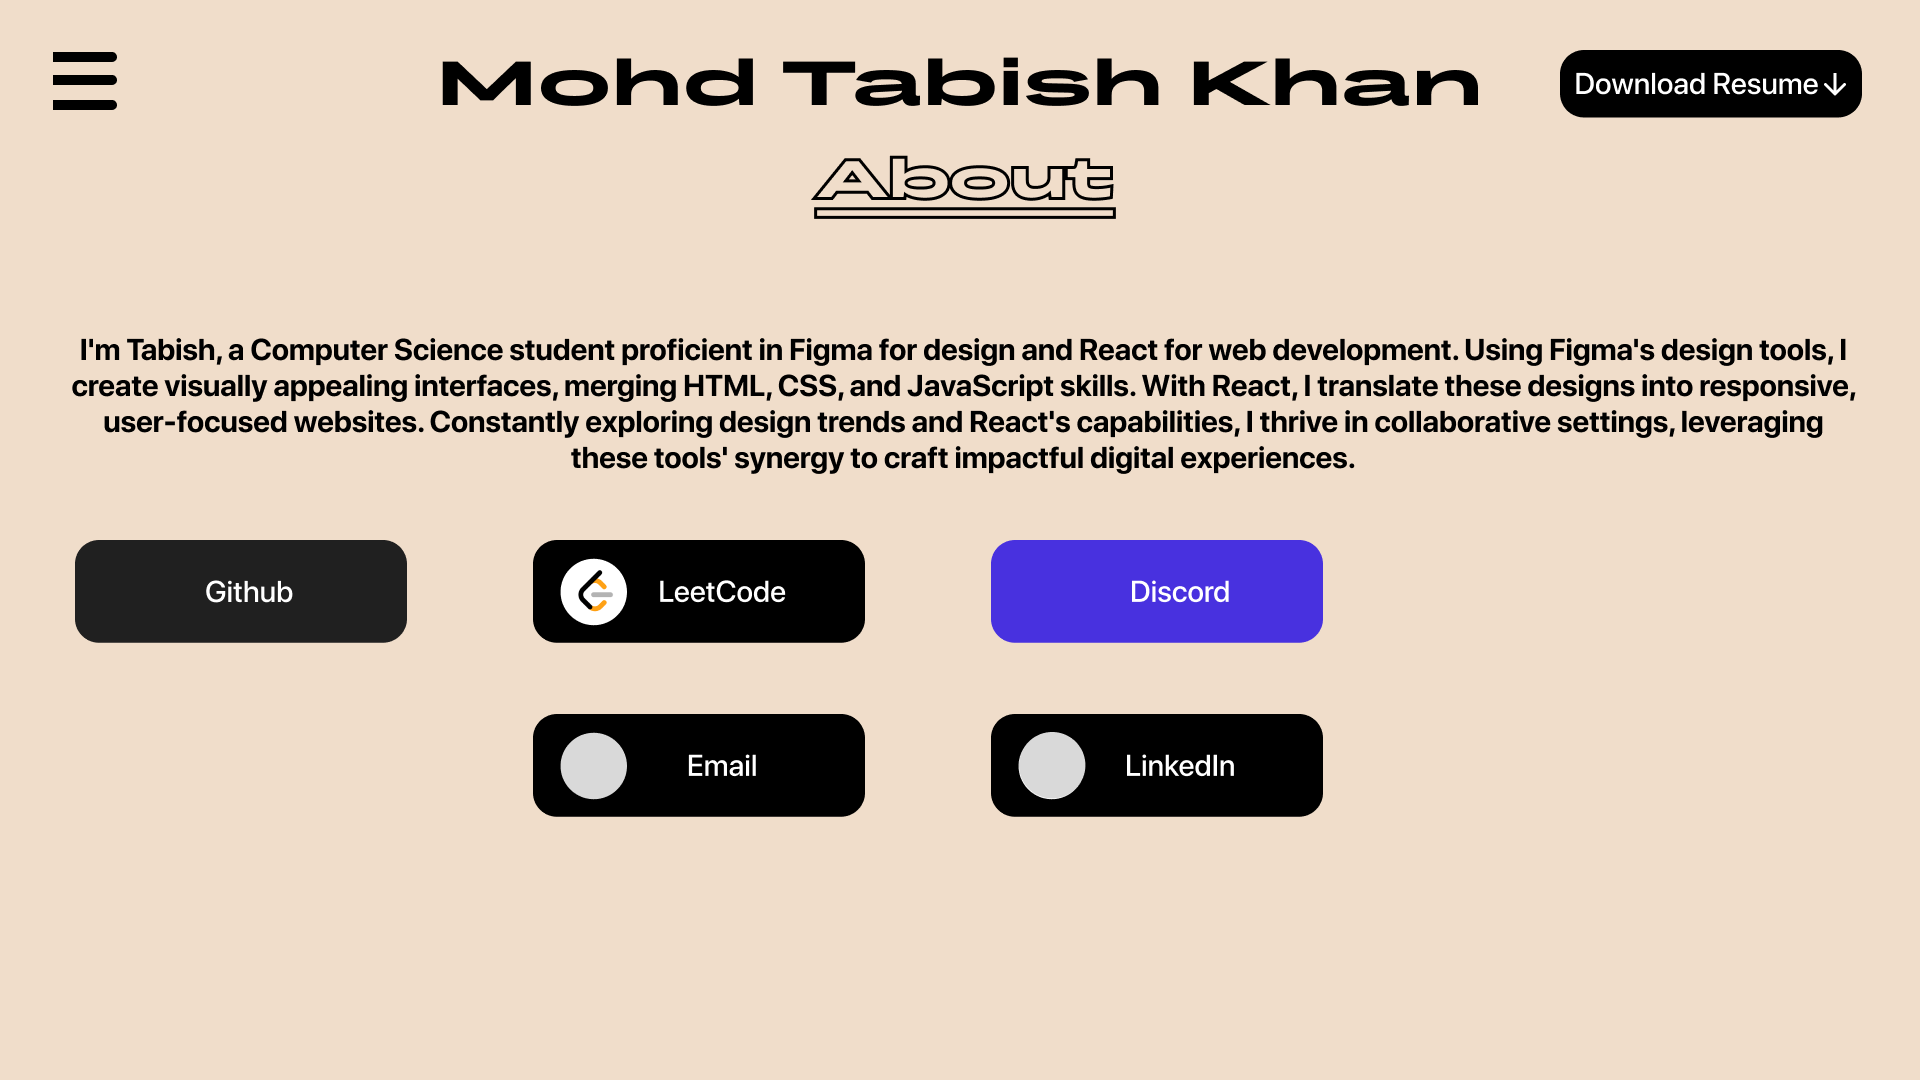 Mohd Tabish Khan
Download Resume
About
I'm Tabish, a Computer Science student proficient in Figma for design and React for web development. Using Figma's design tools, I
create visually appealing interfaces, merging HTML, CSS, and JavaScript skills. With React, I translate these designs into responsive,
user-focused websites. Constantly exploring design trends and React's capabilities, I thrive in collaborative settings, leveraging
these tools' synergy to craft impactful digital experiences.
Github
LeetCode
Discord
Email
LinkedIn